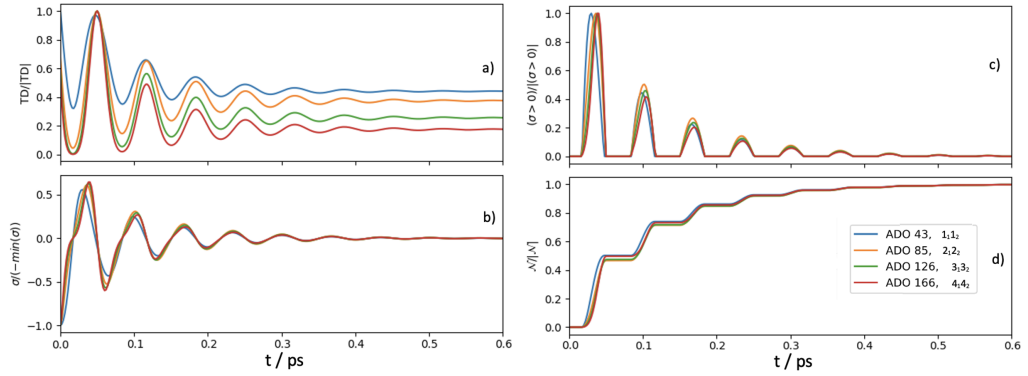 TD/|TD|
1.0
0.8
0.6
0.4
0.2
0.0
a)
σ/(−min(σ))
0.5
0.0
−0.5
−1.0
b)
0.0 0.1 0.2 0.3 0.4 0.5 0.6
t / ps
(σ > 0)/|(σ > 0)|
1.0
0.8
0.6
0.4
0.2
0.0
c)
𝒩/|𝒩|
1.0
0.8
0.6
0.4
0.2
0.0
ADO 43, 1₁1₂
ADO 85, 2₁2₂
ADO 126, 3₁3₂
ADO 166, 4₁4₂
d)
0.0 0.1 0.2 0.3 0.4 0.5 0.6
t / ps